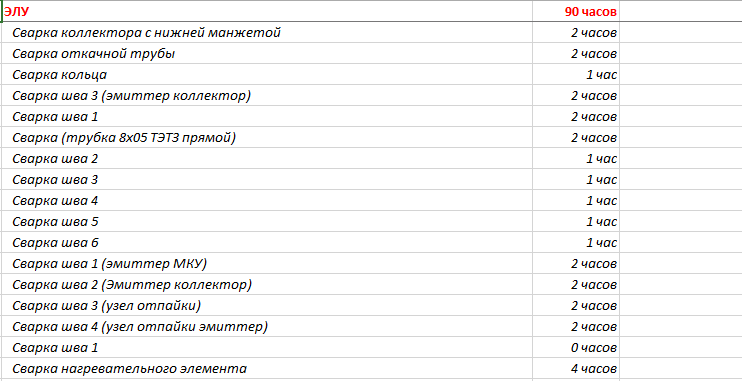 ЭЛУ 90 часов
Сварка коллектора с нижней манжетой 2 часов
Сварка откачной трубы 2 часов
Сварка кольца 1 час
Сварка шва 3 (эмиттер коллектор) 2 часов
Сварка шва 1 2 часов
Сварка (трубка 8х05 ТЭТЗ прямой) 2 часов
Сварка шва 2 1 час
Сварка шва 3 1 час
Сварка шва 4 1 час
Сварка шва 5 1 час
Сварка шва 6 1 час
Сварка шва 1 (эмиттер МКУ) 2 часов
Сварка шва 2 (Эмиттер коллектор) 2 часов
Сварка шва 3 (узел отпайки) 2 часов
Сварка шва 4 (узел отпайки эмиттер) 2 часов
Сварка шва 1 0 часов
Сварка нагревательного элемента 4 часов